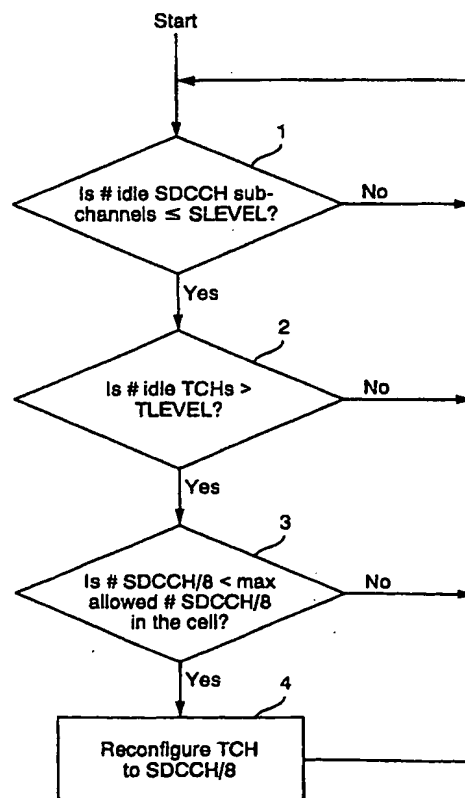 Start
1
Is # idle SDCCH sub-
channels ≤ SLEVEL?
No
Yes
2
Is # idle TCHs >
TLEVEL?
No
Yes
3
Is # SDCCH/8 < max
allowed # SDCCH/8
in the cell?
No
Yes
4
Reconfigure TCH
to SDCCH/8